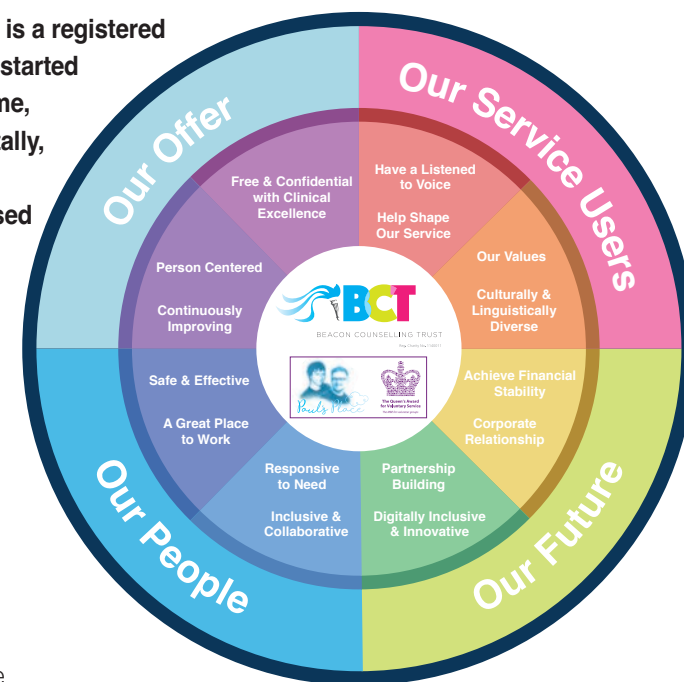 is a registered
started
me,
ally,
sed
Our Offer
Our Service Users
Free & Confidential
with Clinical
Excellence
Have a Listened
to Voice
Help Shape
Our Service
Person Centered
Continuously
Improving
Our Values
Culturally &
Linguistically
Diverse
BCT
BEACON COUNSELLING TRUST
Paul's Place
The Queen's Award
for Voluntary Service
Safe & Effective
A Great Place
to Work
Achieve Financial
Stability
Corporate
Relationship
Responsive
to Need
Inclusive &
Collaborative
Partnership
Building
Digitally Inclusive
& Innovative
Our People
Our Future
e